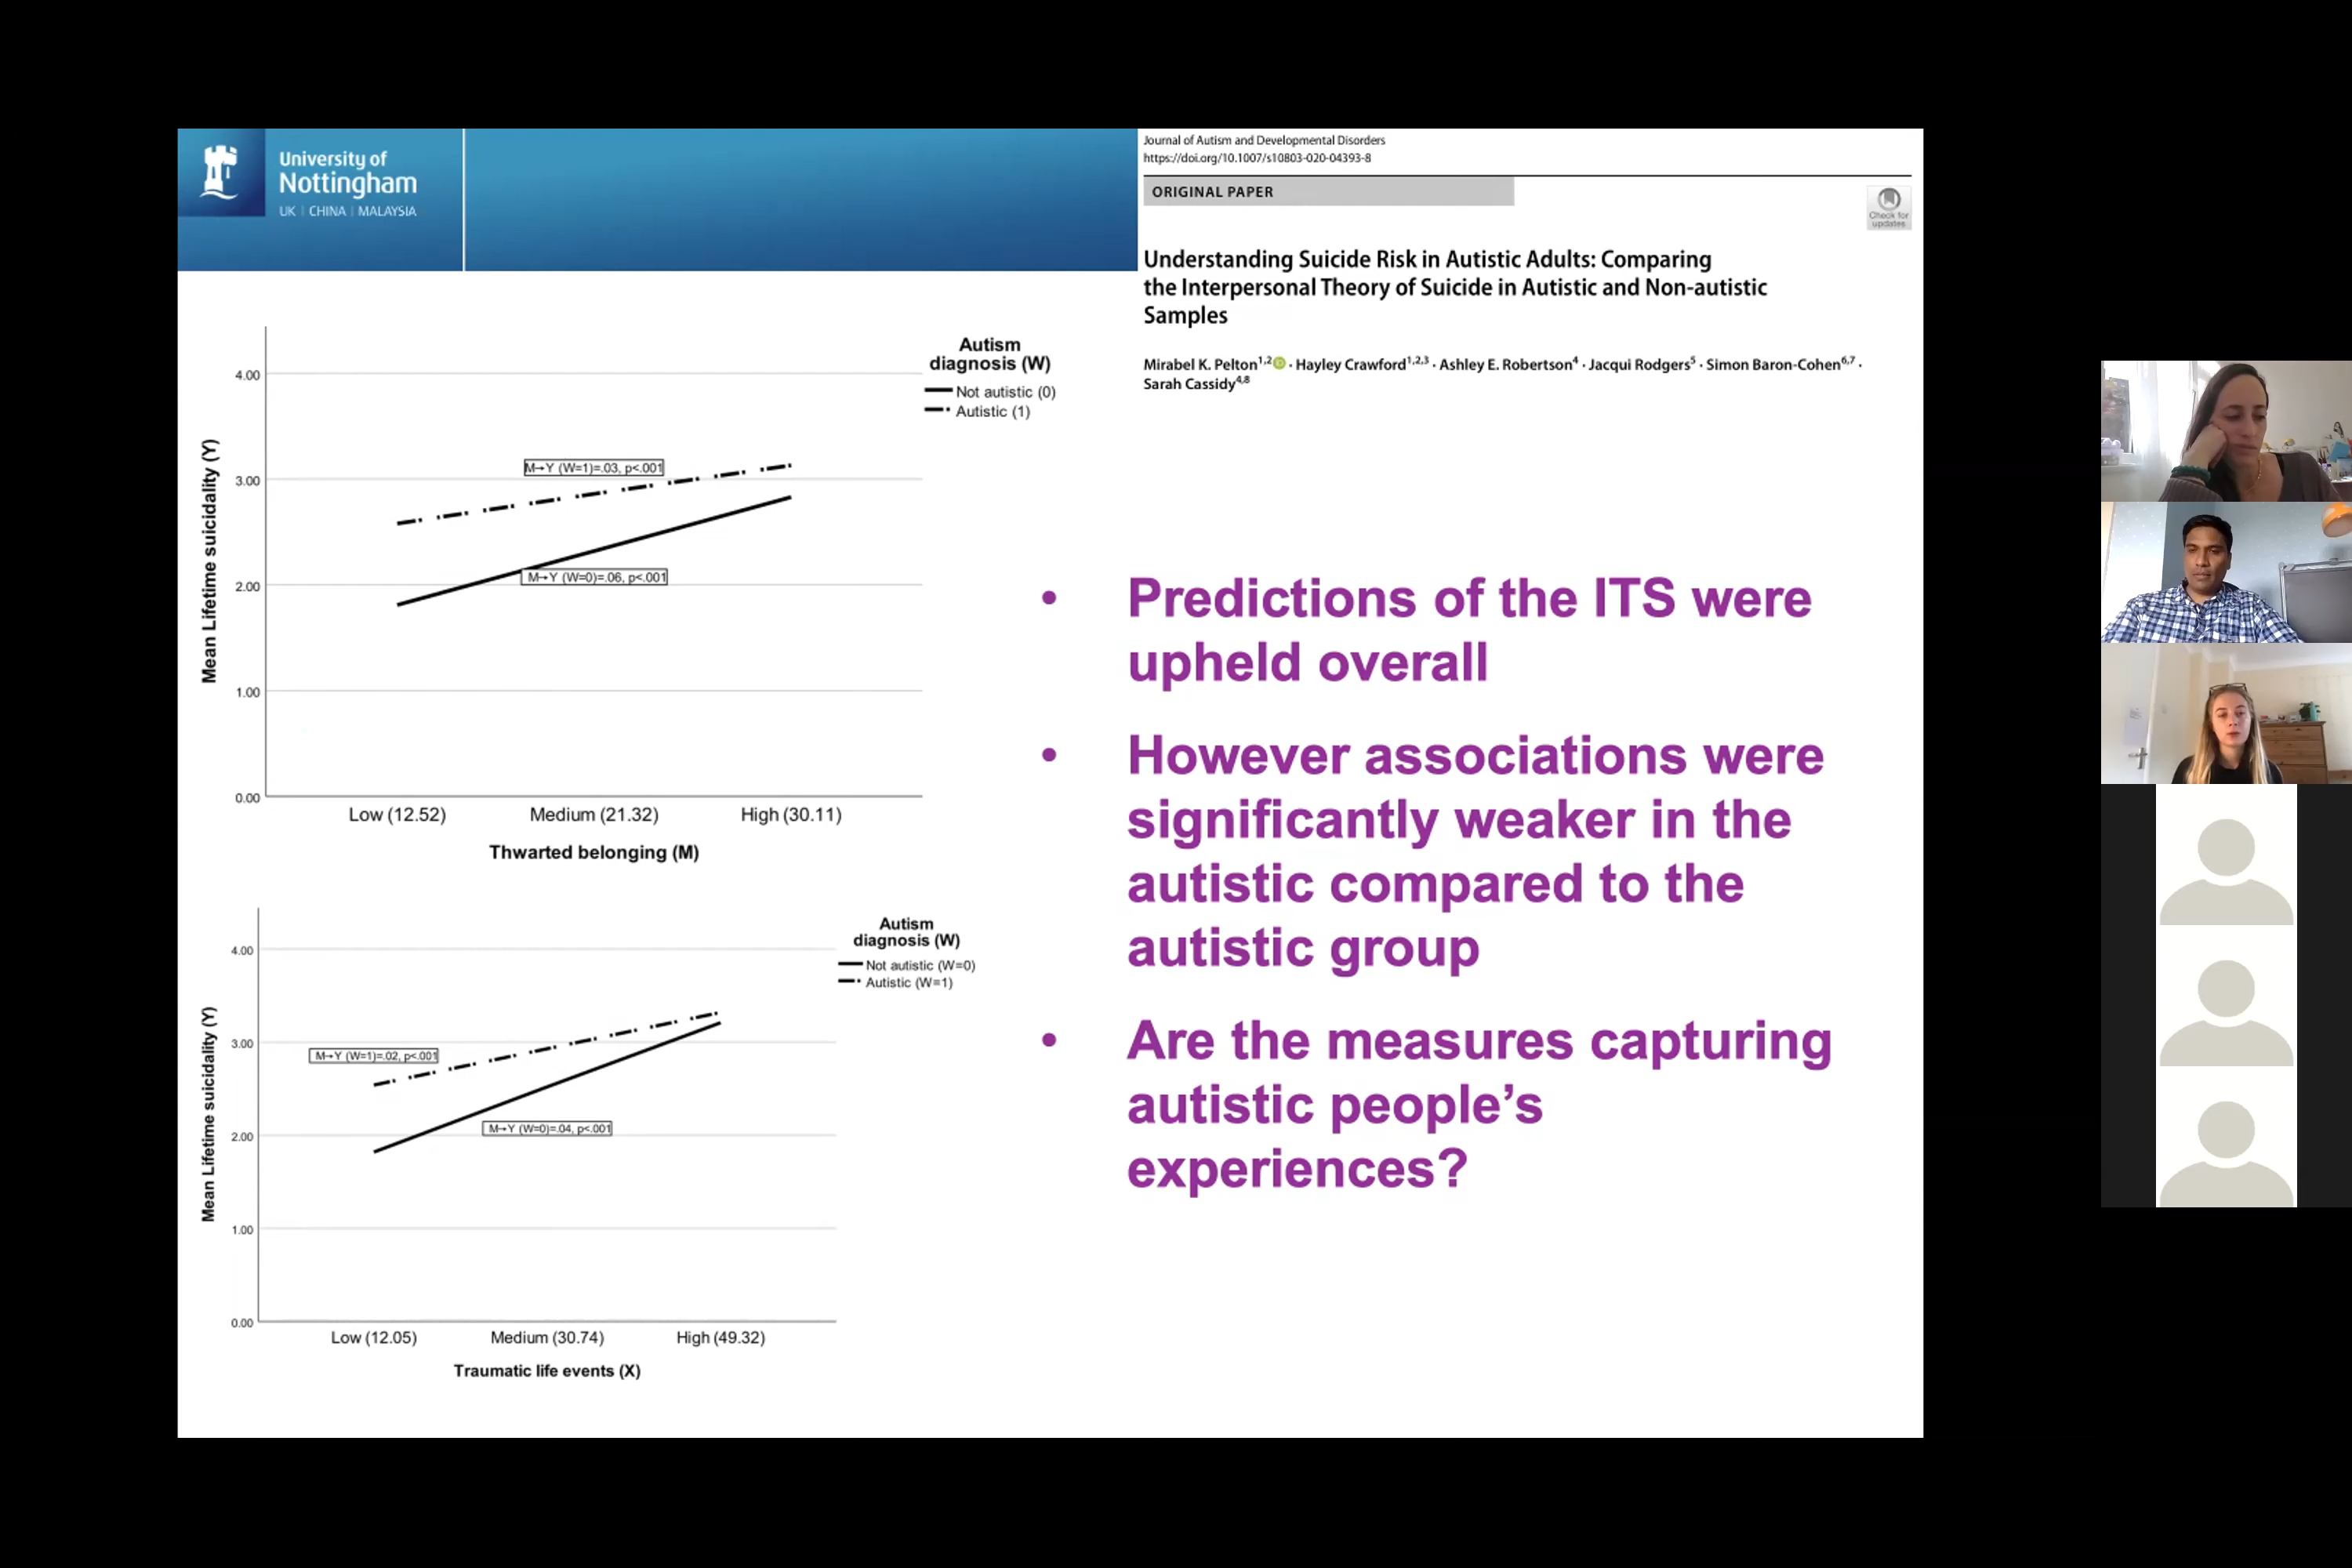 University of
Nottingham
UK | CHINA | MALAYSIA
Journal of Autism and Developmental Disorders
https://doi.org/10.1007/s10803-020-04393-8
ORIGINAL PAPER
Check for
updates
Understanding Suicide Risk in Autistic Adults: Comparing
the Interpersonal Theory of Suicide in Autistic and Non-autistic
Samples
Mirabel K. Pelton1,2 · Hayley Crawford1,2,3 · Ashley E. Robertson4 · Jacqui Rodgers5 · Simon Baron-Cohen6,7 ·
Sarah Cassidy4,8
Autism
diagnosis (W)
Not autistic (0)
Autistic (1)
Mean Lifetime suicidality (Y)
4.00
3.00
2.00
1.00
0.00
M→Y (W=1)=.03, p<.001
M→Y (W=0)=.06, p<.001
Low (12.52)
Medium (21.32)
High (30.11)
Thwarted belonging (M)
Autism
diagnosis (W)
Not autistic (W=0)
Autistic (W=1)
Mean Lifetime suicidality (Y)
4.00
3.00
2.00
1.00
0.00
M→Y (W=1)=.02, p<.001
M→Y (W=0)=.04, p<.001
Low (12.05)
Medium (30.74)
High (49.32)
Traumatic life events (X)
• Predictions of the ITS were
upheld overall
• However associations were
significantly weaker in the
autistic compared to the
autistic group
• Are the measures capturing
autistic people’s
experiences?